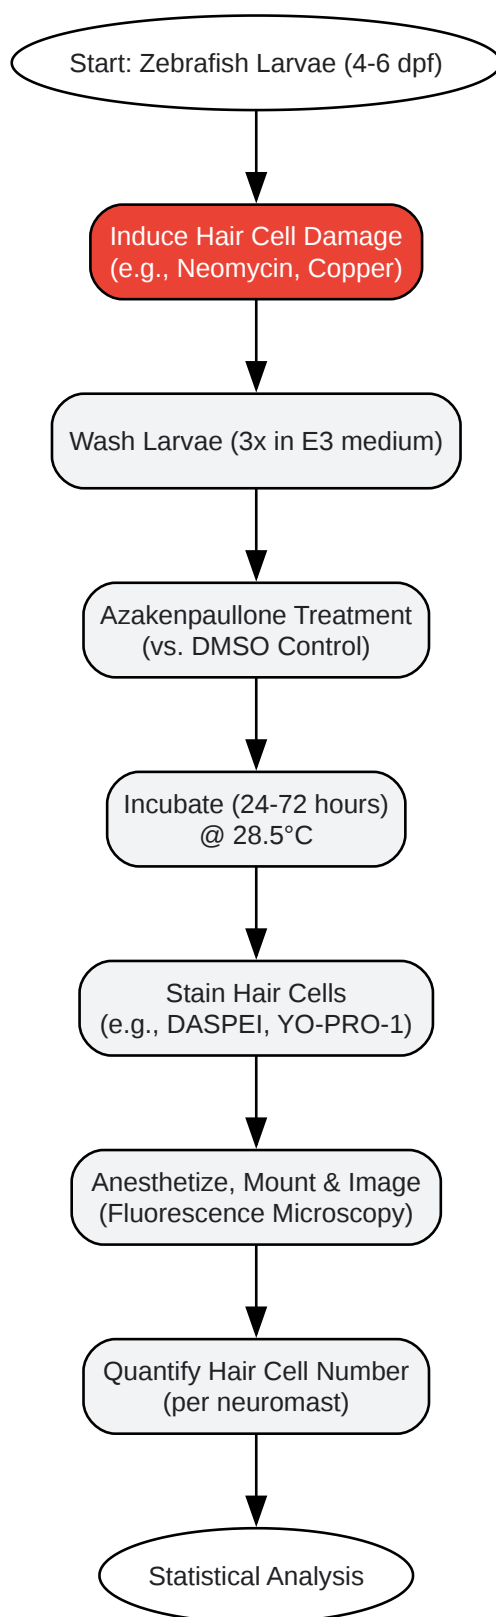 Start: Zebrafish Larvae (4-6 dpf)
Induce Hair Cell Damage
(e.g., Neomycin, Copper)
Wash Larvae (3x in E3 medium)
Azakenpaullone Treatment
(vs. DMSO Control)
Incubate (24-72 hours)
@ 28.5°C
Stain Hair Cells
(e.g., DASPEI, YO-PRO-1)
Anesthetize, Mount & Image
(Fluorescence Microscopy)
Quantify Hair Cell Number
(per neuromast)
Statistical Analysis